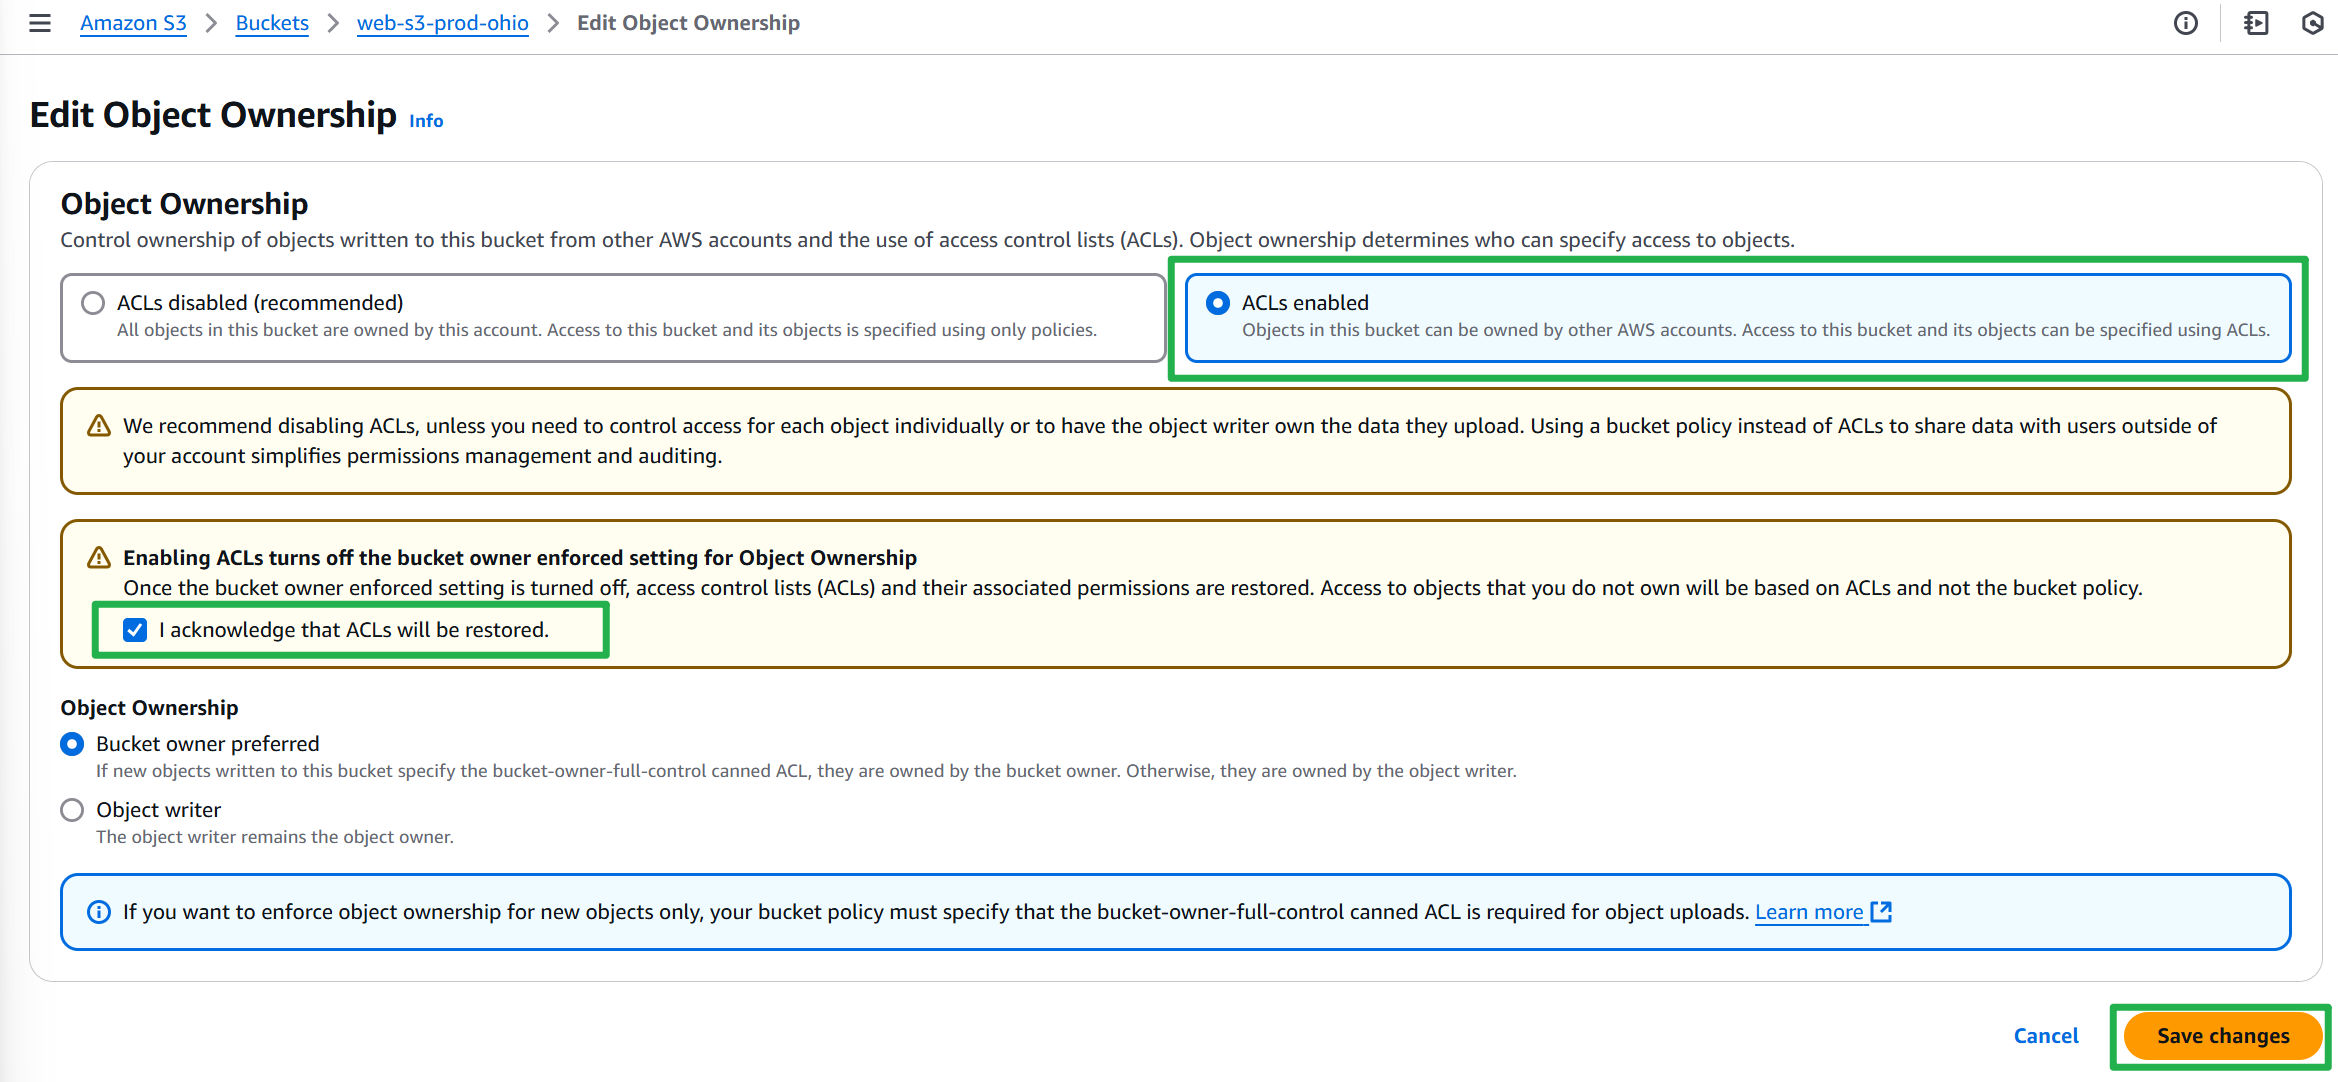 Amazon S3 > Buckets > web-s3-prod-ohio > Edit Object Ownership
Edit Object Ownership Info
Object Ownership
Control ownership of objects written to this bucket from other AWS accounts and the use of access control lists (ACLs). Object ownership determines who can specify access to objects.
ACLs disabled (recommended)
All objects in this bucket are owned by this account. Access to this bucket and its objects is specified using only policies.
ACLs enabled
Objects in this bucket can be owned by other AWS accounts. Access to this bucket and its objects can be specified using ACLs.
We recommend disabling ACLs, unless you need to control access for each object individually or to have the object writer own the data they upload. Using a bucket policy instead of ACLs to share data with users outside of
your account simplifies permissions management and auditing.
Enabling ACLs turns off the bucket owner enforced setting for Object Ownership
Once the bucket owner enforced setting is turned off, access control lists (ACLs) and their associated permissions are restored. Access to objects that you do not own will be based on ACLs and not the bucket policy.
I acknowledge that ACLs will be restored.
Object Ownership
Bucket owner preferred
If new objects written to this bucket specify the bucket-owner-full-control canned ACL, they are owned by the bucket owner. Otherwise, they are owned by the object writer.
Object writer
The object writer remains the object owner.
If you want to enforce object ownership for new objects only, your bucket policy must specify that the bucket-owner-full-control canned ACL is required for object uploads. Learn more
Cancel
Save changes